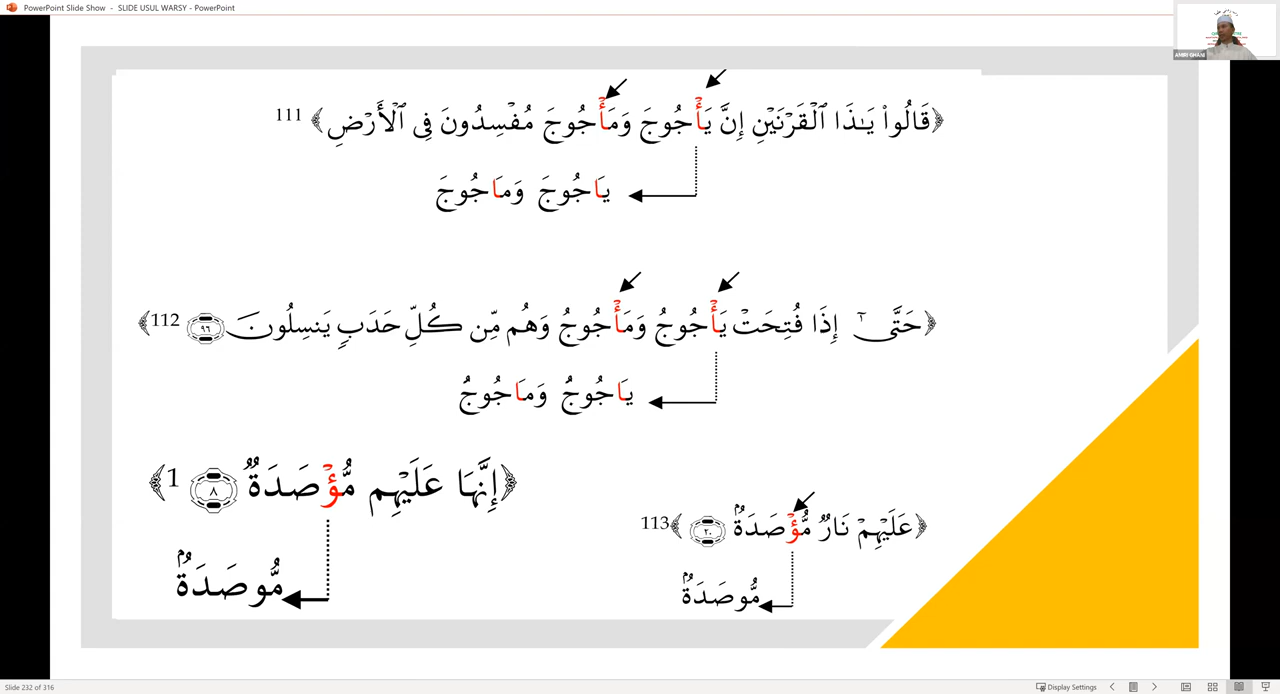 PowerPoint Slide Show - SLIDE USUL WARSY - PowerPoint
AMIRI GHANI
﴿قَالُوا۟ يَـٰذَا ٱلْقَرْنَيْنِ إِنَّ يَأْجُوجَ وَمَأْجُوجَ مُفْسِدُونَ فِى ٱلْأَرْضِ﴾ 111
يَاجُوجَ وَمَاجُوجَ
﴿حَتَّىٰٓ إِذَا فُتِحَتْ يَأْجُوجُ وَمَأْجُوجُ وَهُم مِّن كُلِّ حَدَبٍ يَنسِلُونَ ٩٦﴾ 112
يَاجُوجُ وَمَاجُوجُ
﴿إِنَّهَا عَلَيْهِم مُّؤْصَدَةٌ ٨﴾ 1
﴿عَلَيْهِمْ نَارٌ مُّؤْصَدَةٌۢ ٢٠﴾ 113
مُّوصَدَةٌۢ
مُّوصَدَةٌۢ
Slide 232 of 316
Display Settings